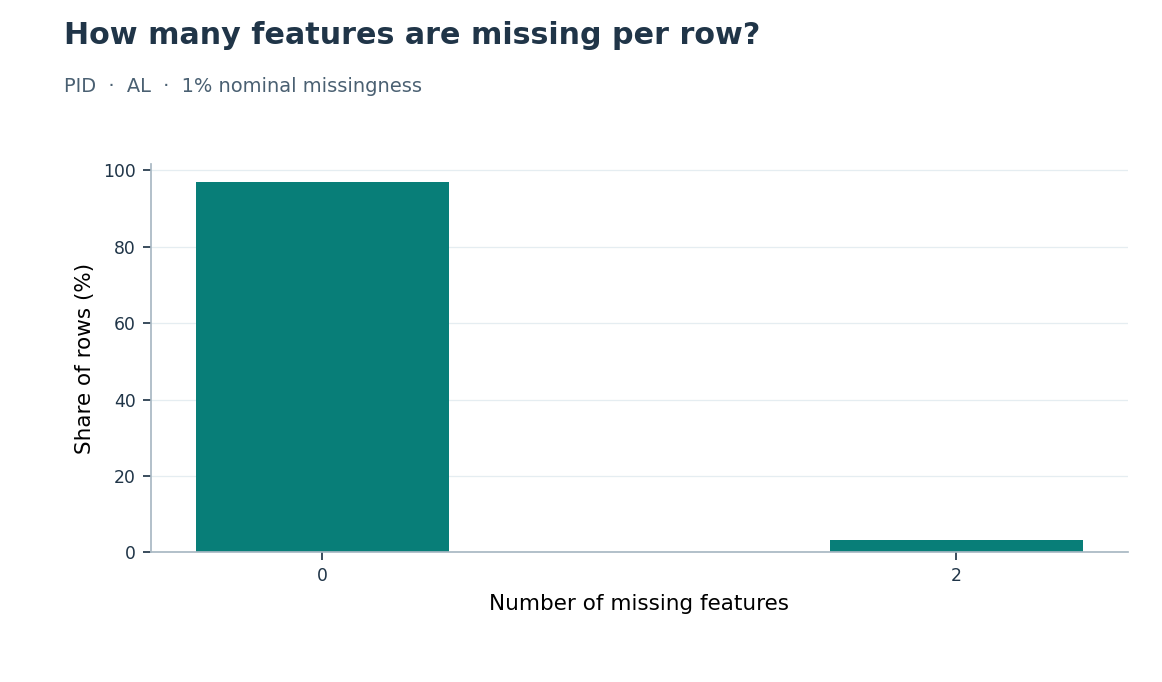 How many features are missing per row?
PID · AL · 1% nominal missingness
100
80
60
40
20
0
Share of rows (%)
0
2
Number of missing features